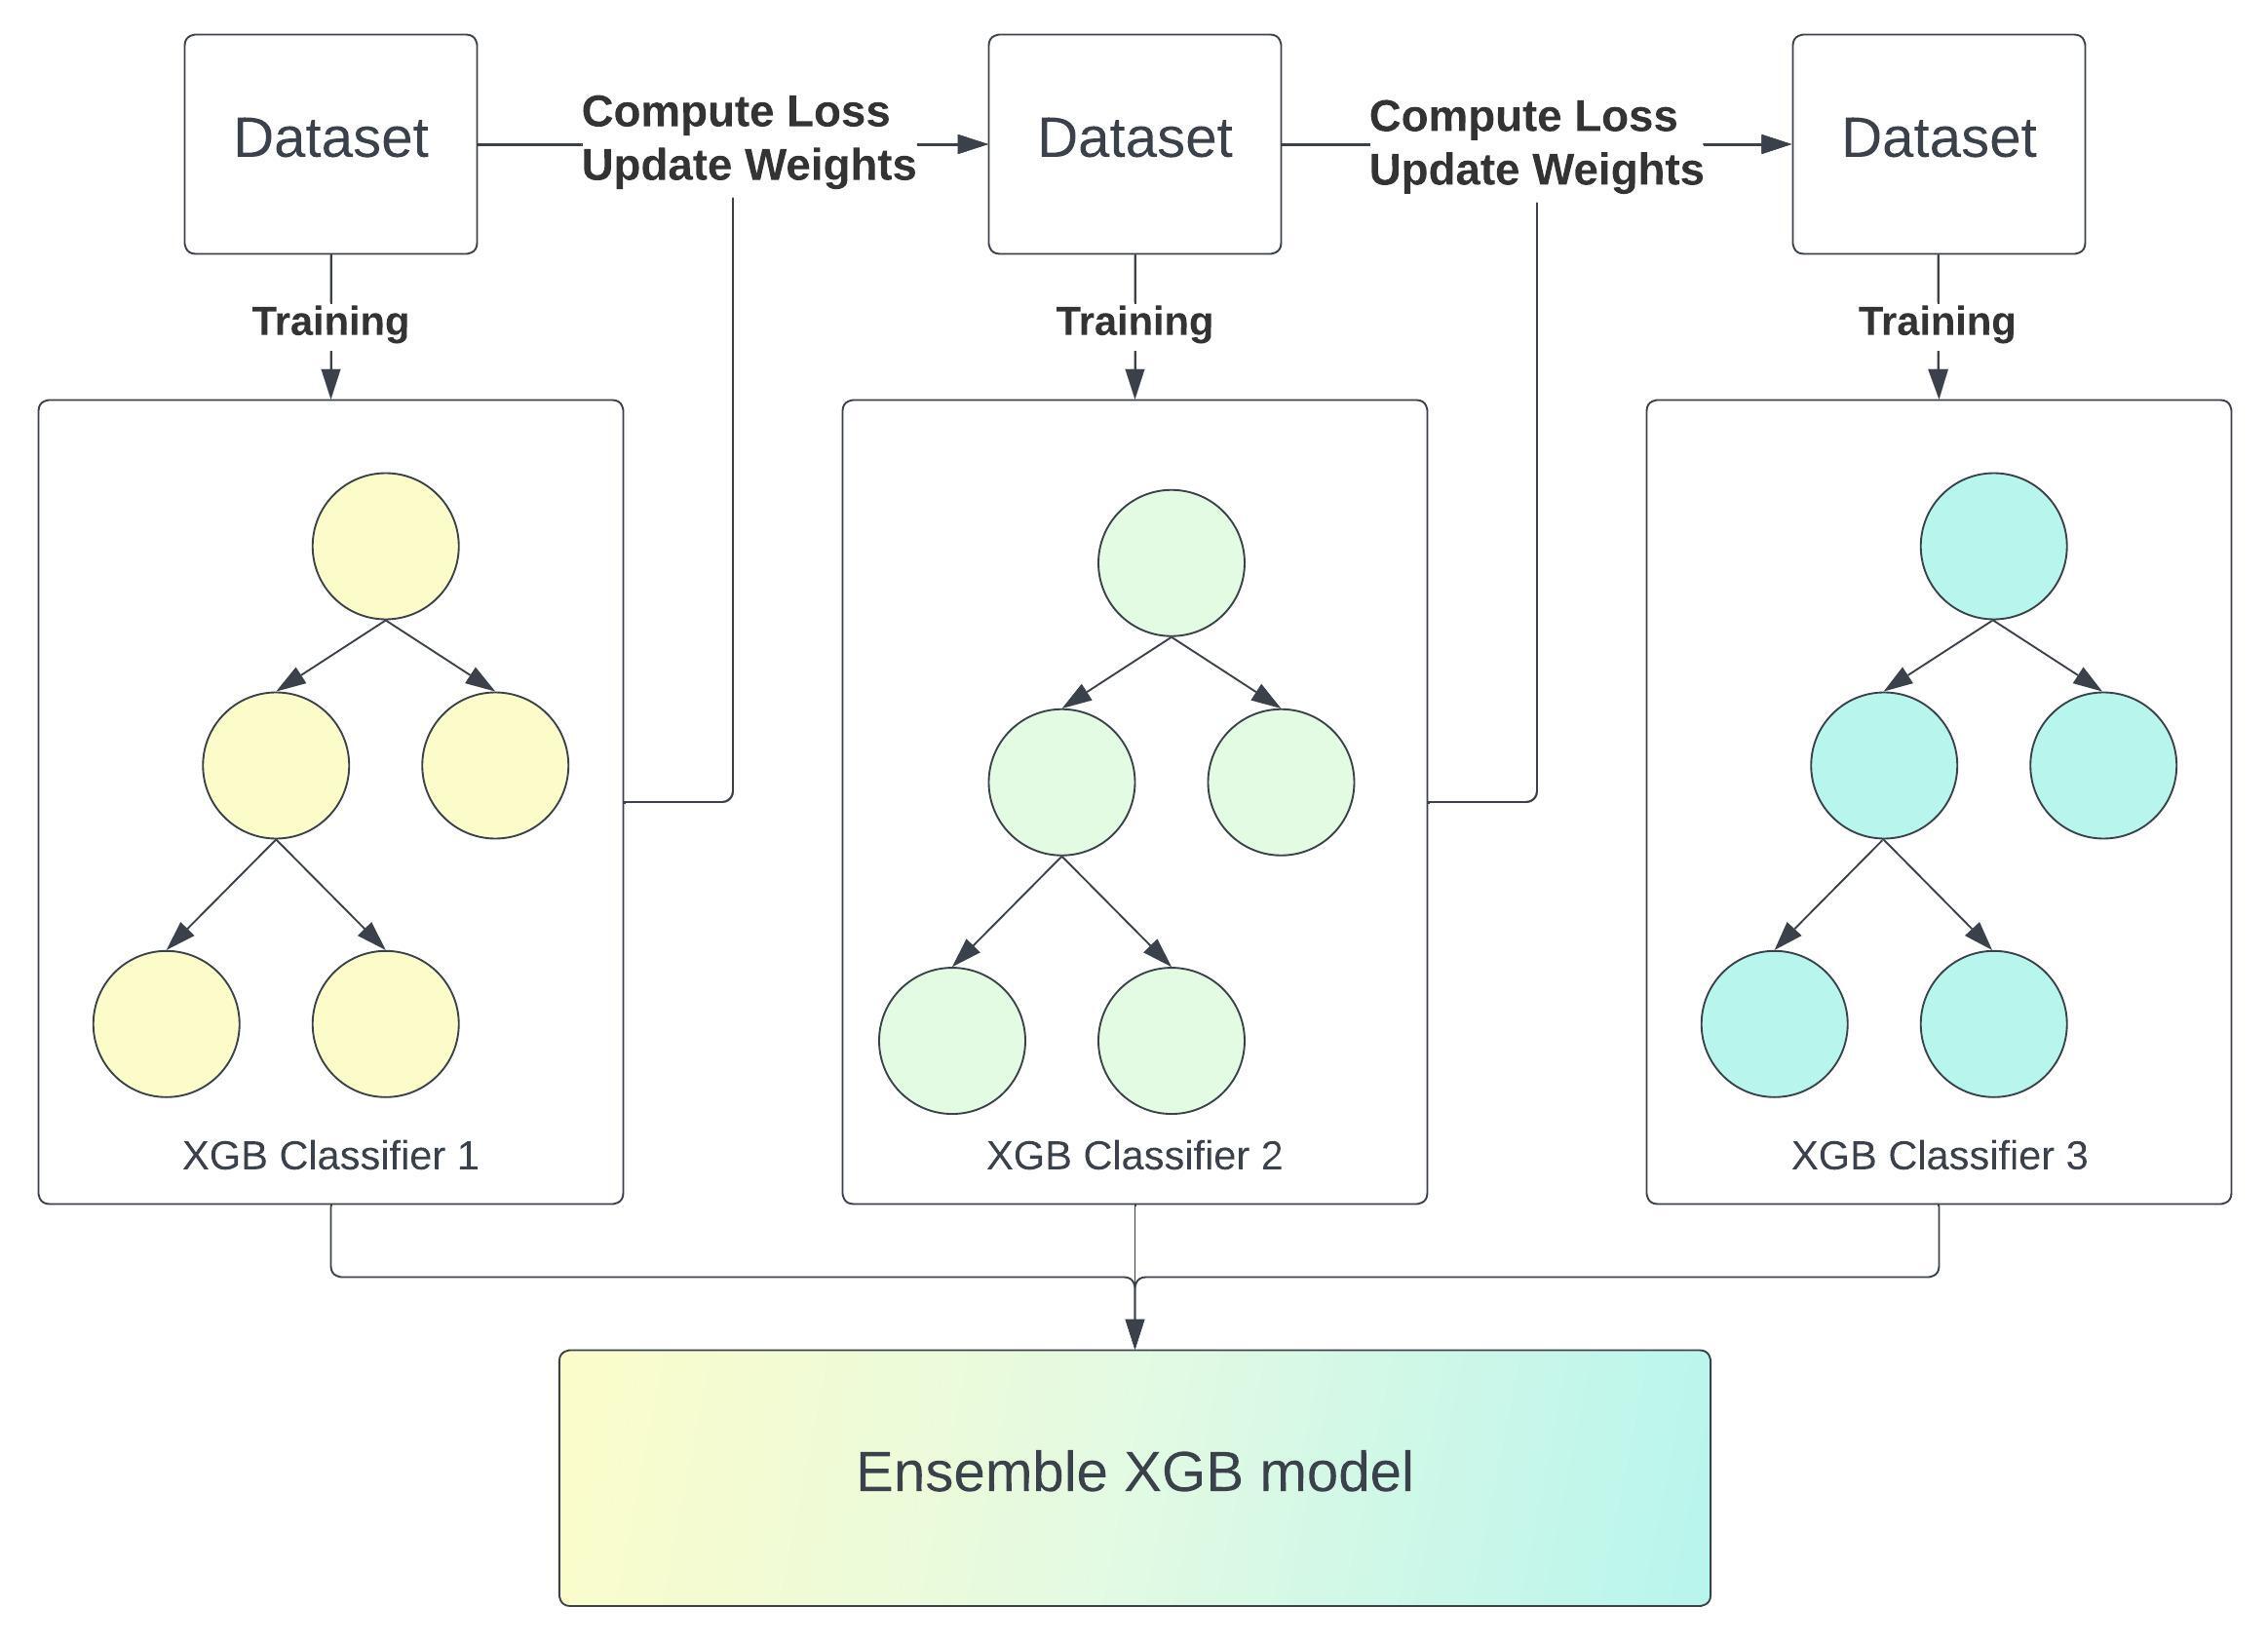 Dataset
Compute Loss
Update Weights
Dataset
Compute Loss
Update Weights
Dataset
Training
Training
Training
XGB Classifier 1
XGB Classifier 2
XGB Classifier 3
Ensemble XGB model